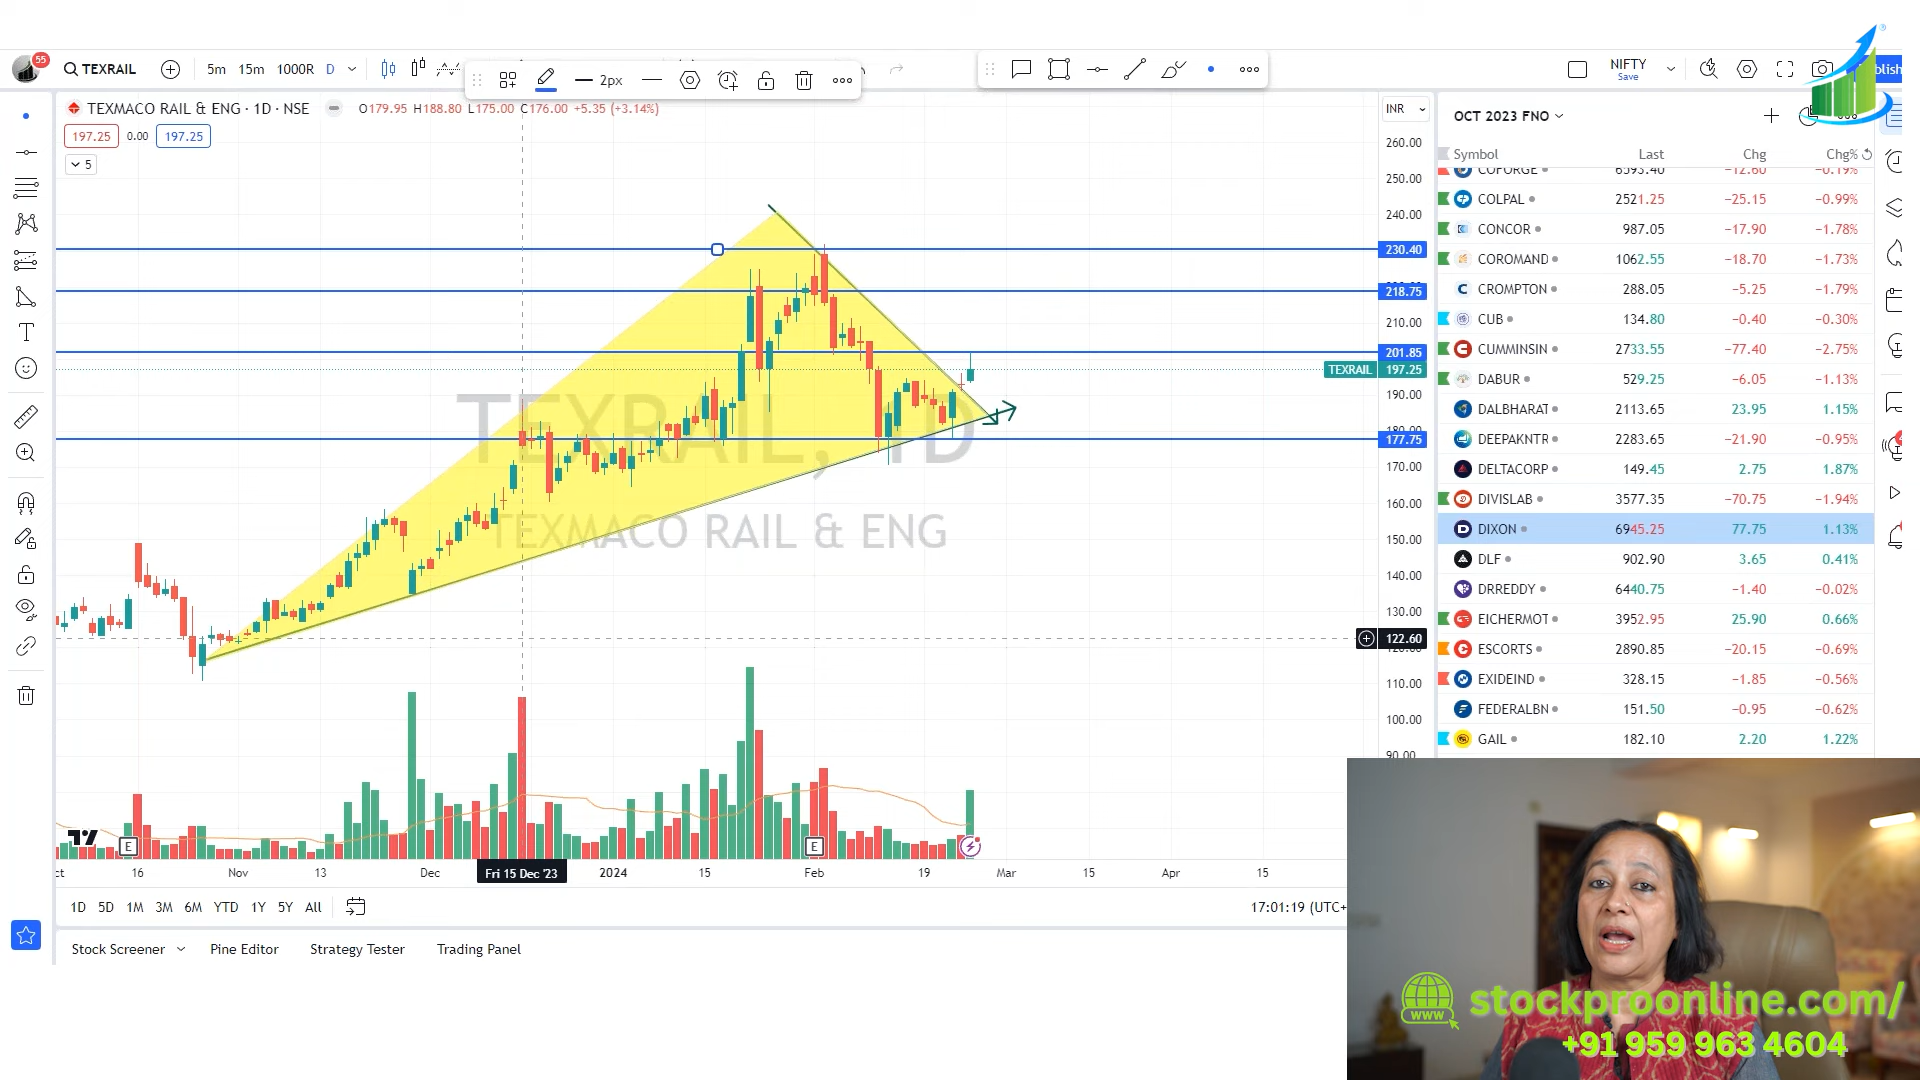 55
TEXRAIL
5m 15m 1000R D
2px
NIFTY
Save
blish
TEXMACO RAIL & ENG · 1D · NSE
O179.95 H188.80 L175.00 C176.00 +5.35 (+3.14%)
INR
197.25 0.00 197.25
5
260.00
250.00
240.00
230.40
218.75
210.00
201.85
TEXRAIL 197.25
190.00
177.75
170.00
160.00
150.00
140.00
130.00
122.60
110.00
100.00
90.00
TEXRAIL, 1D
TEXMACO RAIL & ENG
E
E
16 Nov 13 Dec Fri 15 Dec '23 2024 15 Feb 19 Mar 15 Apr 15
1D 5D 1M 3M 6M YTD 1Y 5Y All
17:01:19 (UTC+
Stock Screener Pine Editor Strategy Tester Trading Panel
OCT 2023 FNO
Symbol Last Chg Chg%
COFORGE 6593.40 −12.60 −0.19%
COLPAL 2521.25 −25.15 −0.99%
CONCOR 987.05 −17.90 −1.78%
COROMAND 1062.55 −18.70 −1.73%
CROMPTON 288.05 −5.25 −1.79%
CUB 134.80 −0.40 −0.30%
CUMMINSIN 2733.55 −77.40 −2.75%
DABUR 529.25 −6.05 −1.13%
DALBHARAT 2113.65 23.95 1.15%
DEEPAKNTR 2283.65 −21.90 −0.95%
DELTACORP 149.45 2.75 1.87%
DIVISLAB 3577.35 −70.75 −1.94%
DIXON 6945.25 77.75 1.13%
DLF 902.90 3.65 0.41%
DRREDDY 6440.75 −1.40 −0.02%
EICHERMOT 3952.95 25.90 0.66%
ESCORTS 2890.85 −20.15 −0.69%
EXIDEIND 328.15 −1.85 −0.56%
FEDERALBN 151.50 −0.95 −0.62%
GAIL 182.10 2.20 1.22%
www
stockproonline.com/
+91 959 963 4604